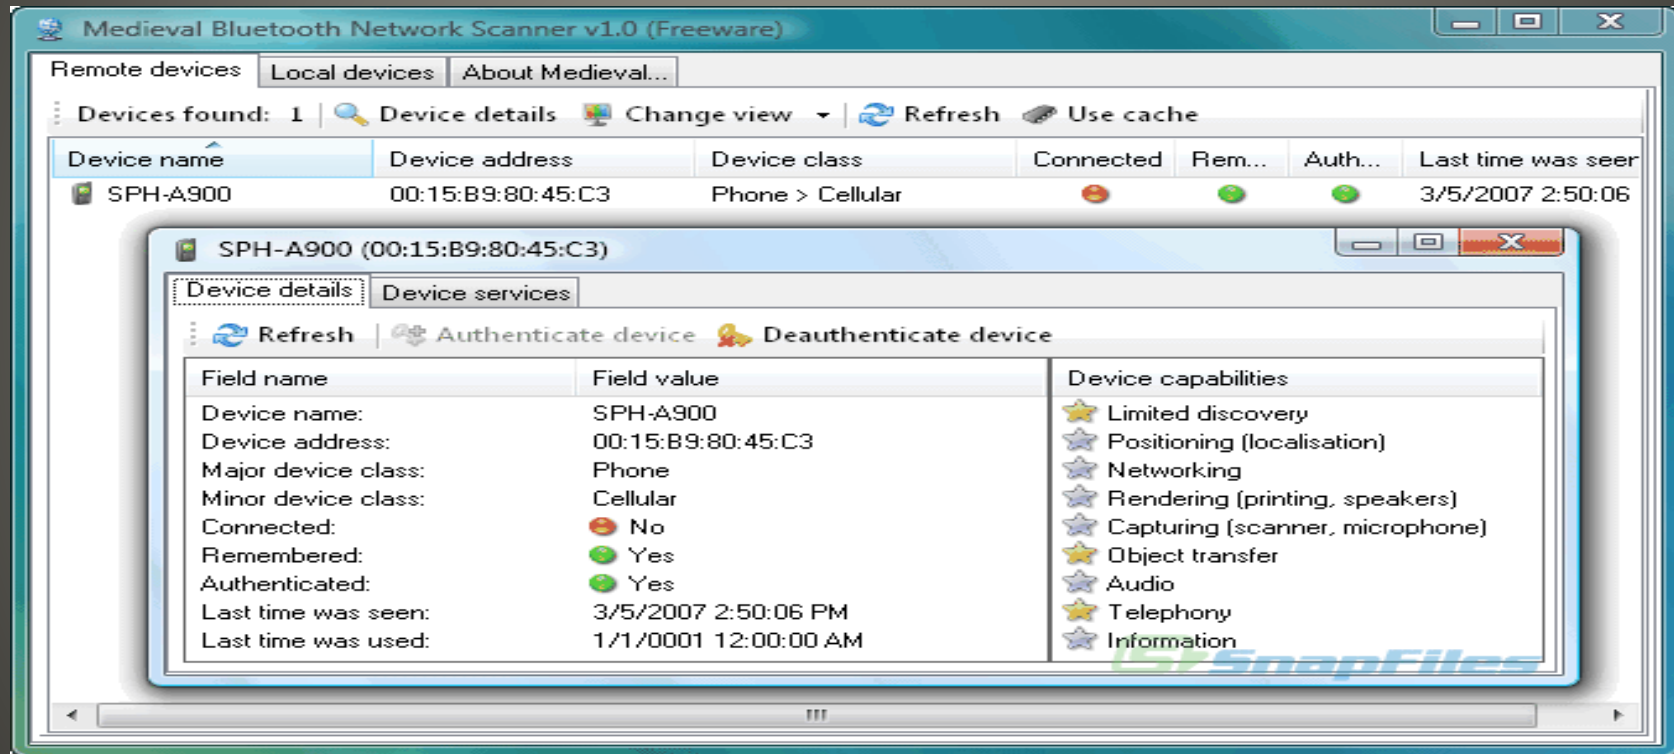 Medieval Bluetooth Network Scanner v1.0 (Freeware)
Remote devices Local devices About Medieval...
Devices found: 1 Device details Change view Refresh Use cache
Device name Device address Device class Connected Rem... Auth... Last time was seen
SPH-A900 00:15:B9:80:45:C3 Phone > Cellular 3/5/2007 2:50:06
SPH-A900 (00:15:B9:80:45:C3)
Device details Device services
Refresh Authenticate device Deauthenticate device
Field name Field value Device capabilities
Device name: SPH-A900 Limited discovery
Device address: 00:15:B9:80:45:C3 Positioning (localisation)
Major device class: Phone Networking
Minor device class: Cellular Rendering (printing, speakers)
Connected: No Capturing (scanner, microphone)
Remembered: Yes Object transfer
Authenticated: Yes Audio
Last time was seen: 3/5/2007 2:50:06 PM Telephony
Last time was used: 1/1/0001 12:00:00 AM Information
SnapFiles